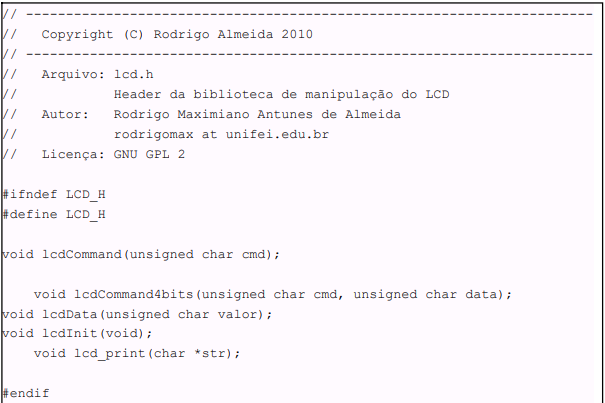 // -----------------------------------------------------------------------
//   Copyright (C) Rodrigo Almeida 2010
// -----------------------------------------------------------------------
//   Arquivo: lcd.h
//            Header da biblioteca de manipulação do LCD
//   Autor:   Rodrigo Maximiano Antunes de Almeida
//            rodrigomax at unifei.edu.br
//   Licença: GNU GPL 2
#ifndef LCD_H
#define LCD_H
void lcdCommand(unsigned char cmd);
    void lcdCommand4bits(unsigned char cmd, unsigned char data);
void lcdData(unsigned char valor);
void lcdInit(void);
    void lcd_print(char *str);
#endif